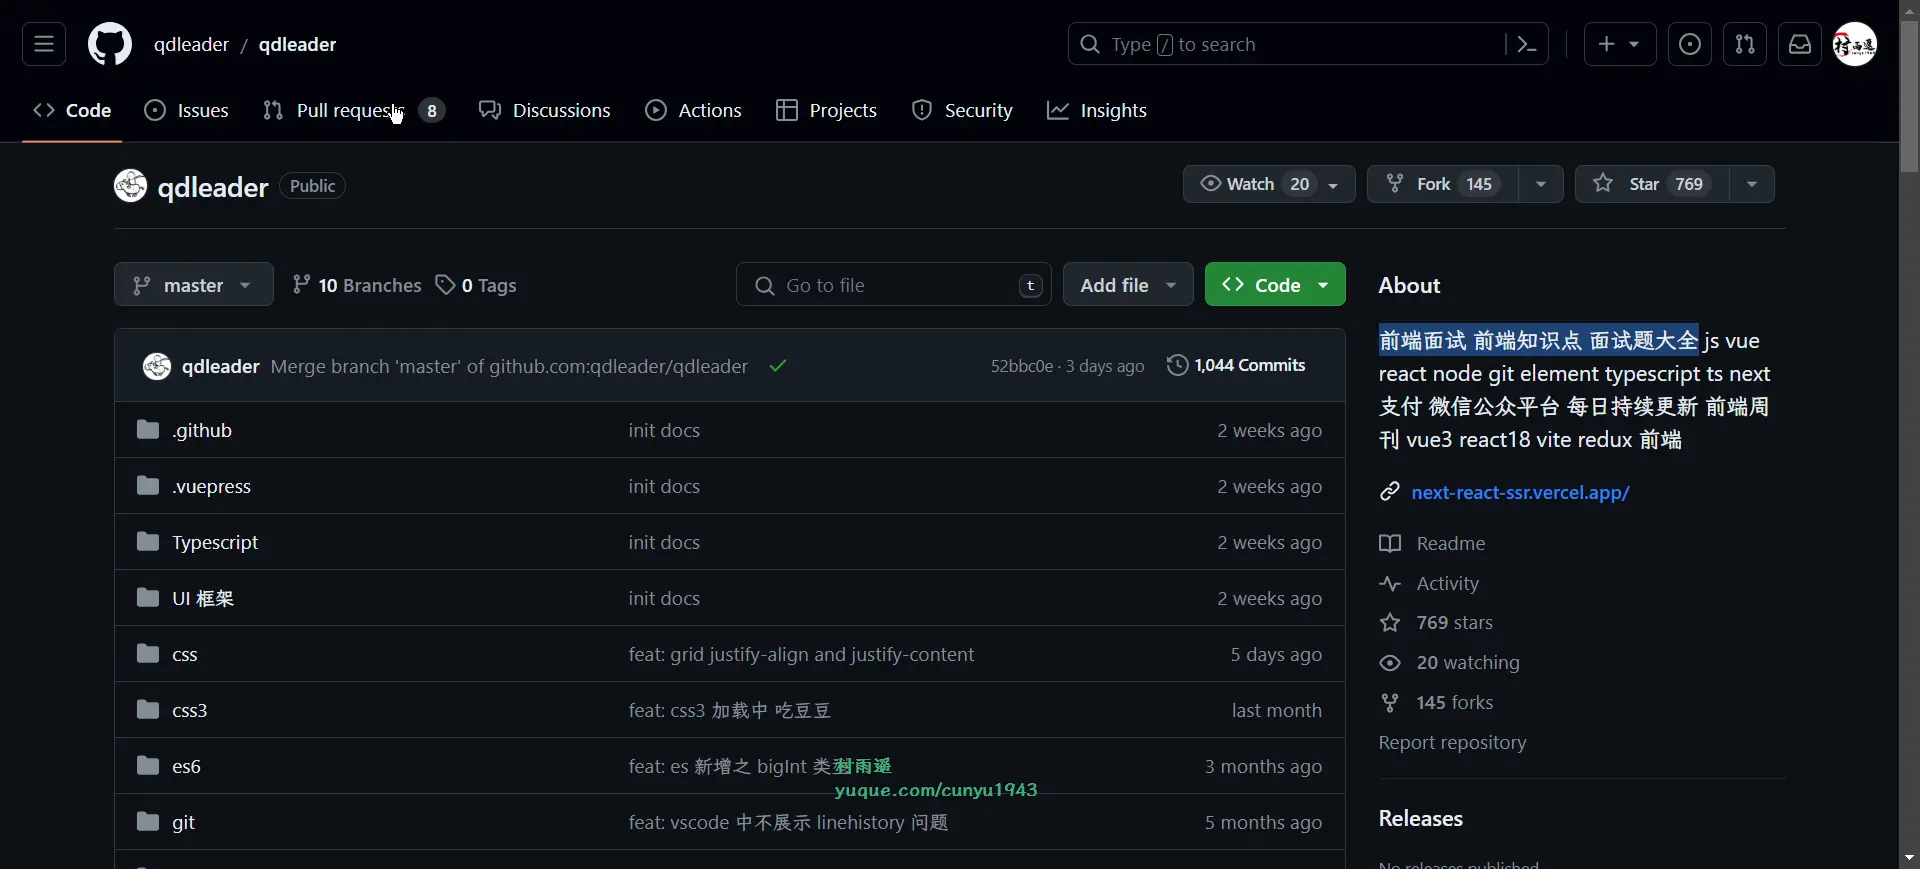 qdleader / qdleader
Type / to search
Code
Issues
Pull requests 8
Discussions
Actions
Projects
Security
Insights
qdleader Public
Watch 20
Fork 145
Star 769
master
10 Branches
0 Tags
Go to file t
Add file
Code
qdleader Merge branch 'master' of github.com:qdleader/qdleader
52bbc0e · 3 days ago
1,044 Commits
.github init docs 2 weeks ago
.vuepress init docs 2 weeks ago
Typescript init docs 2 weeks ago
UI 框架 init docs 2 weeks ago
css feat: grid justify-align and justify-content 5 days ago
css3 feat: css3 加载中 吃豆豆 last month
es6 feat: es 新增之 bigInt 类型 3 months ago
村雨遥
yuque.com/cunyu1943
git feat: vscode 中不展示 linehistory 问题 5 months ago
About
前端面试 前端知识点 面试题大全 js vue
react node git element typescript ts next
支付 微信公众平台 每日持续更新 前端周
刊 vue3 react18 vite redux 前端
next-react-ssr.vercel.app/
Readme
Activity
769 stars
20 watching
145 forks
Report repository
Releases
No releases published